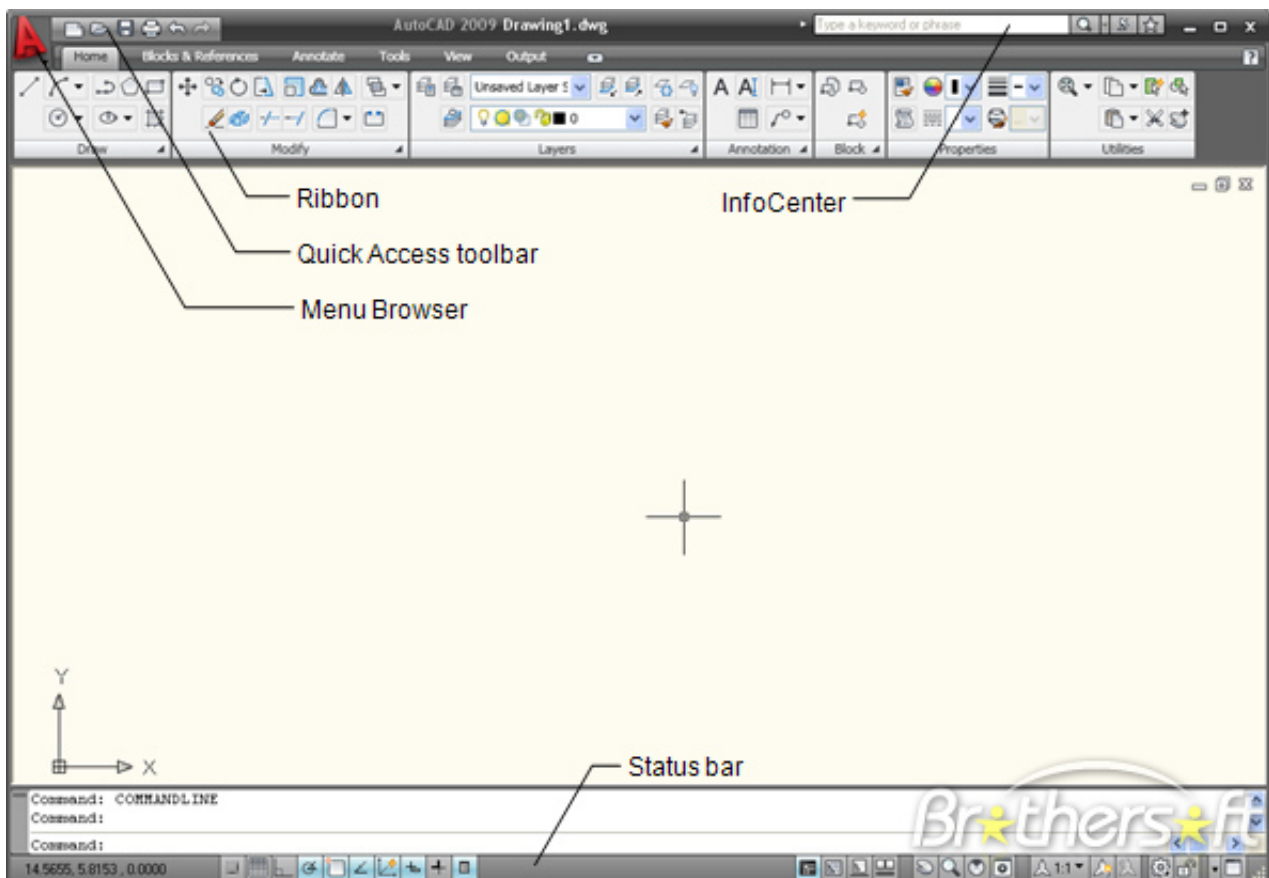 AutoCAD 2009 Drawing1.dwg
Type a keyword or phrase
Home Blocks & References Annotate Tools View Output
Unsaved Layer S
A AI
0
Draw Modify Layers Annotation Block Properties Utilities
Ribbon
InfoCenter
Quick Access toolbar
Menu Browser
Y
X
Status bar
Command: COMMANDLINE
Command:
Command:
Brothersoft
14.5655, 5.8153, 0.0000
1:1